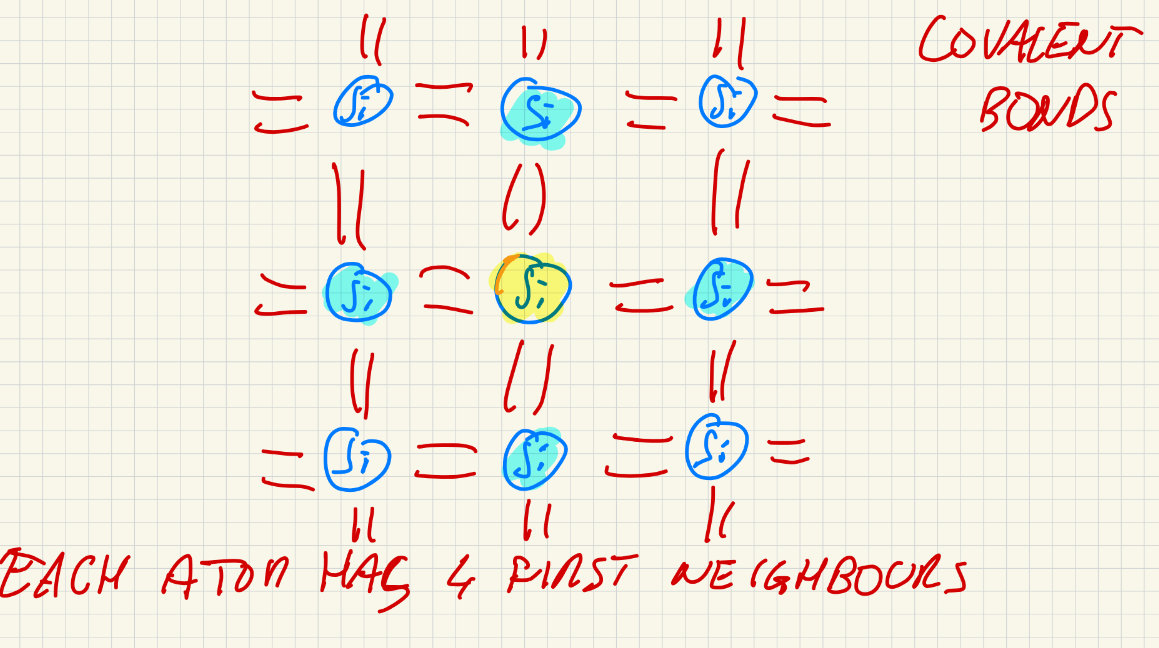 COVALENT
BONDS
Si Si Si
Si Si Si
Si Si Si
EACH ATOM HAS 4 FIRST NEIGHBOURS